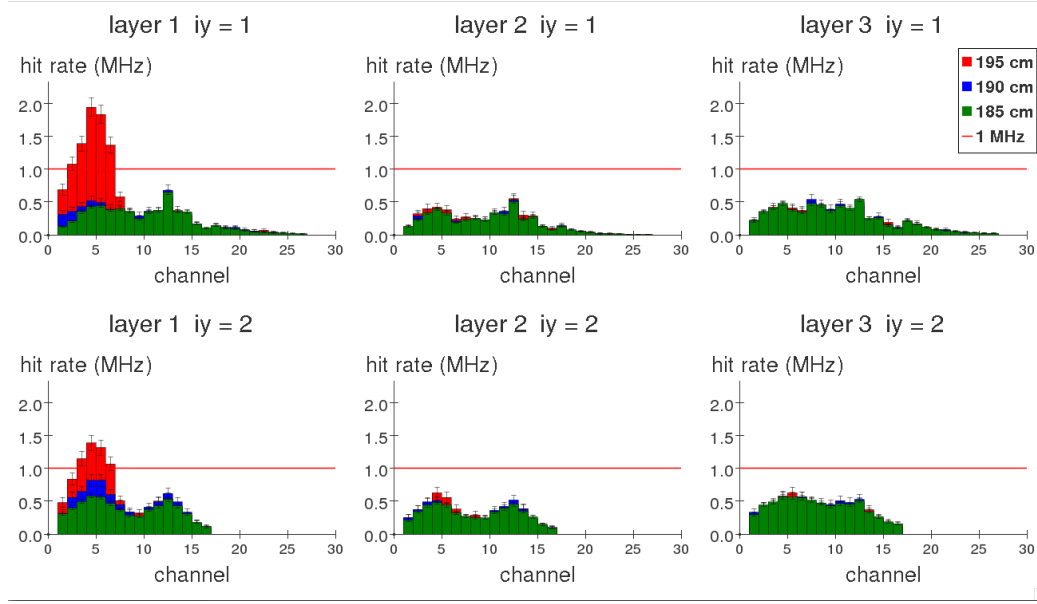 layer 1 iy = 1
hit rate (MHz)
2.0
1.5
1.0
0.5
0.0
0 5 10 15 20 25 30
channel
layer 2 iy = 1
hit rate (MHz)
2.0
1.5
1.0
0.5
0.0
0 5 10 15 20 25 30
channel
layer 3 iy = 1
hit rate (MHz)
2.0
1.5
1.0
0.5
0.0
0 5 10 15 20 25 30
channel
195 cm
190 cm
185 cm
1 MHz
layer 1 iy = 2
hit rate (MHz)
2.0
1.5
1.0
0.5
0.0
0 5 10 15 20 25 30
channel
layer 2 iy = 2
hit rate (MHz)
2.0
1.5
1.0
0.5
0.0
0 5 10 15 20 25 30
channel
layer 3 iy = 2
hit rate (MHz)
2.0
1.5
1.0
0.5
0.0
0 5 10 15 20 25 30
channel